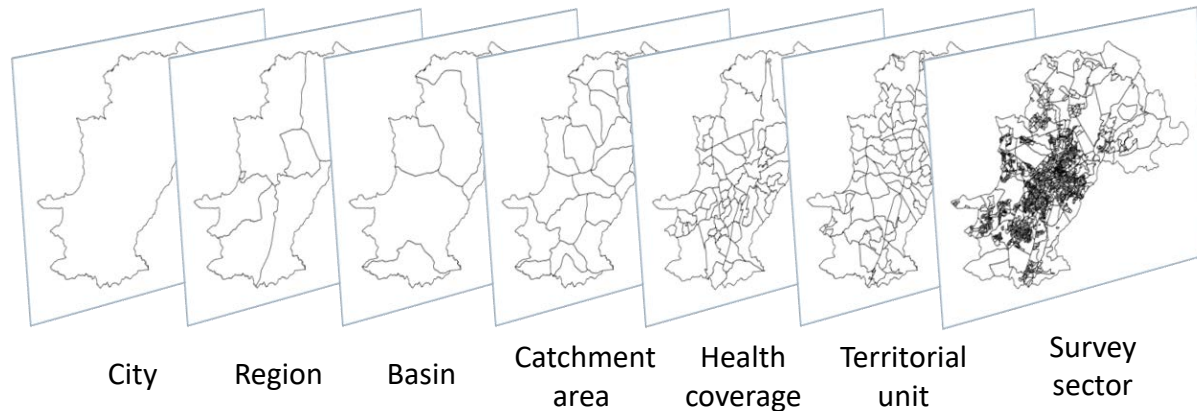 City
Region
Basin
Catchment
area
Health
coverage
Territorial
unit
Survey
sector